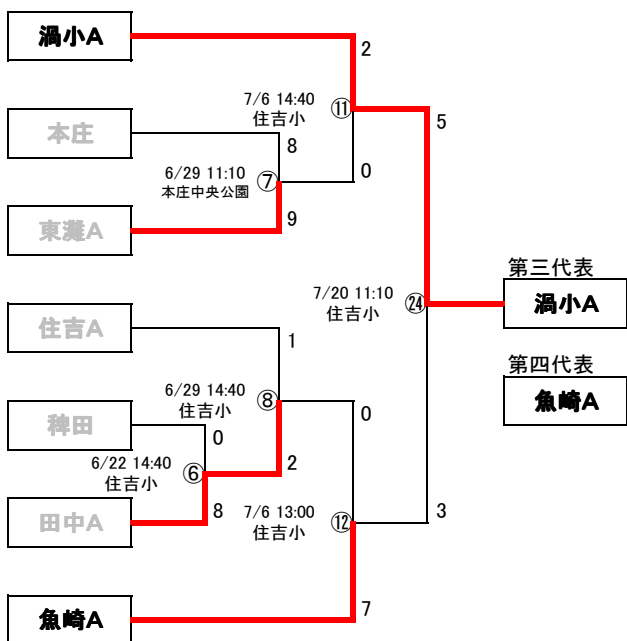 渦小A
2
7/6 14:40
住吉小
⑪
5
本庄
8
0
6/29 11:10
本庄中央公園
⑦
東灘A
9
第三代表
渦小A
7/20 11:10
住吉小
㉔
住吉A
1
第四代表
魚崎A
6/29 14:40
住吉小
⑧
0
稗田
0
6/22 14:40
住吉小
⑥
2
田中A
8
7/6 13:00
住吉小
⑫
3
魚崎A
7